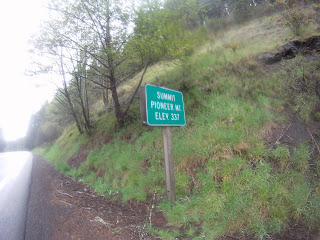 SUMMIT
PIONEER MT.
ELEV 337